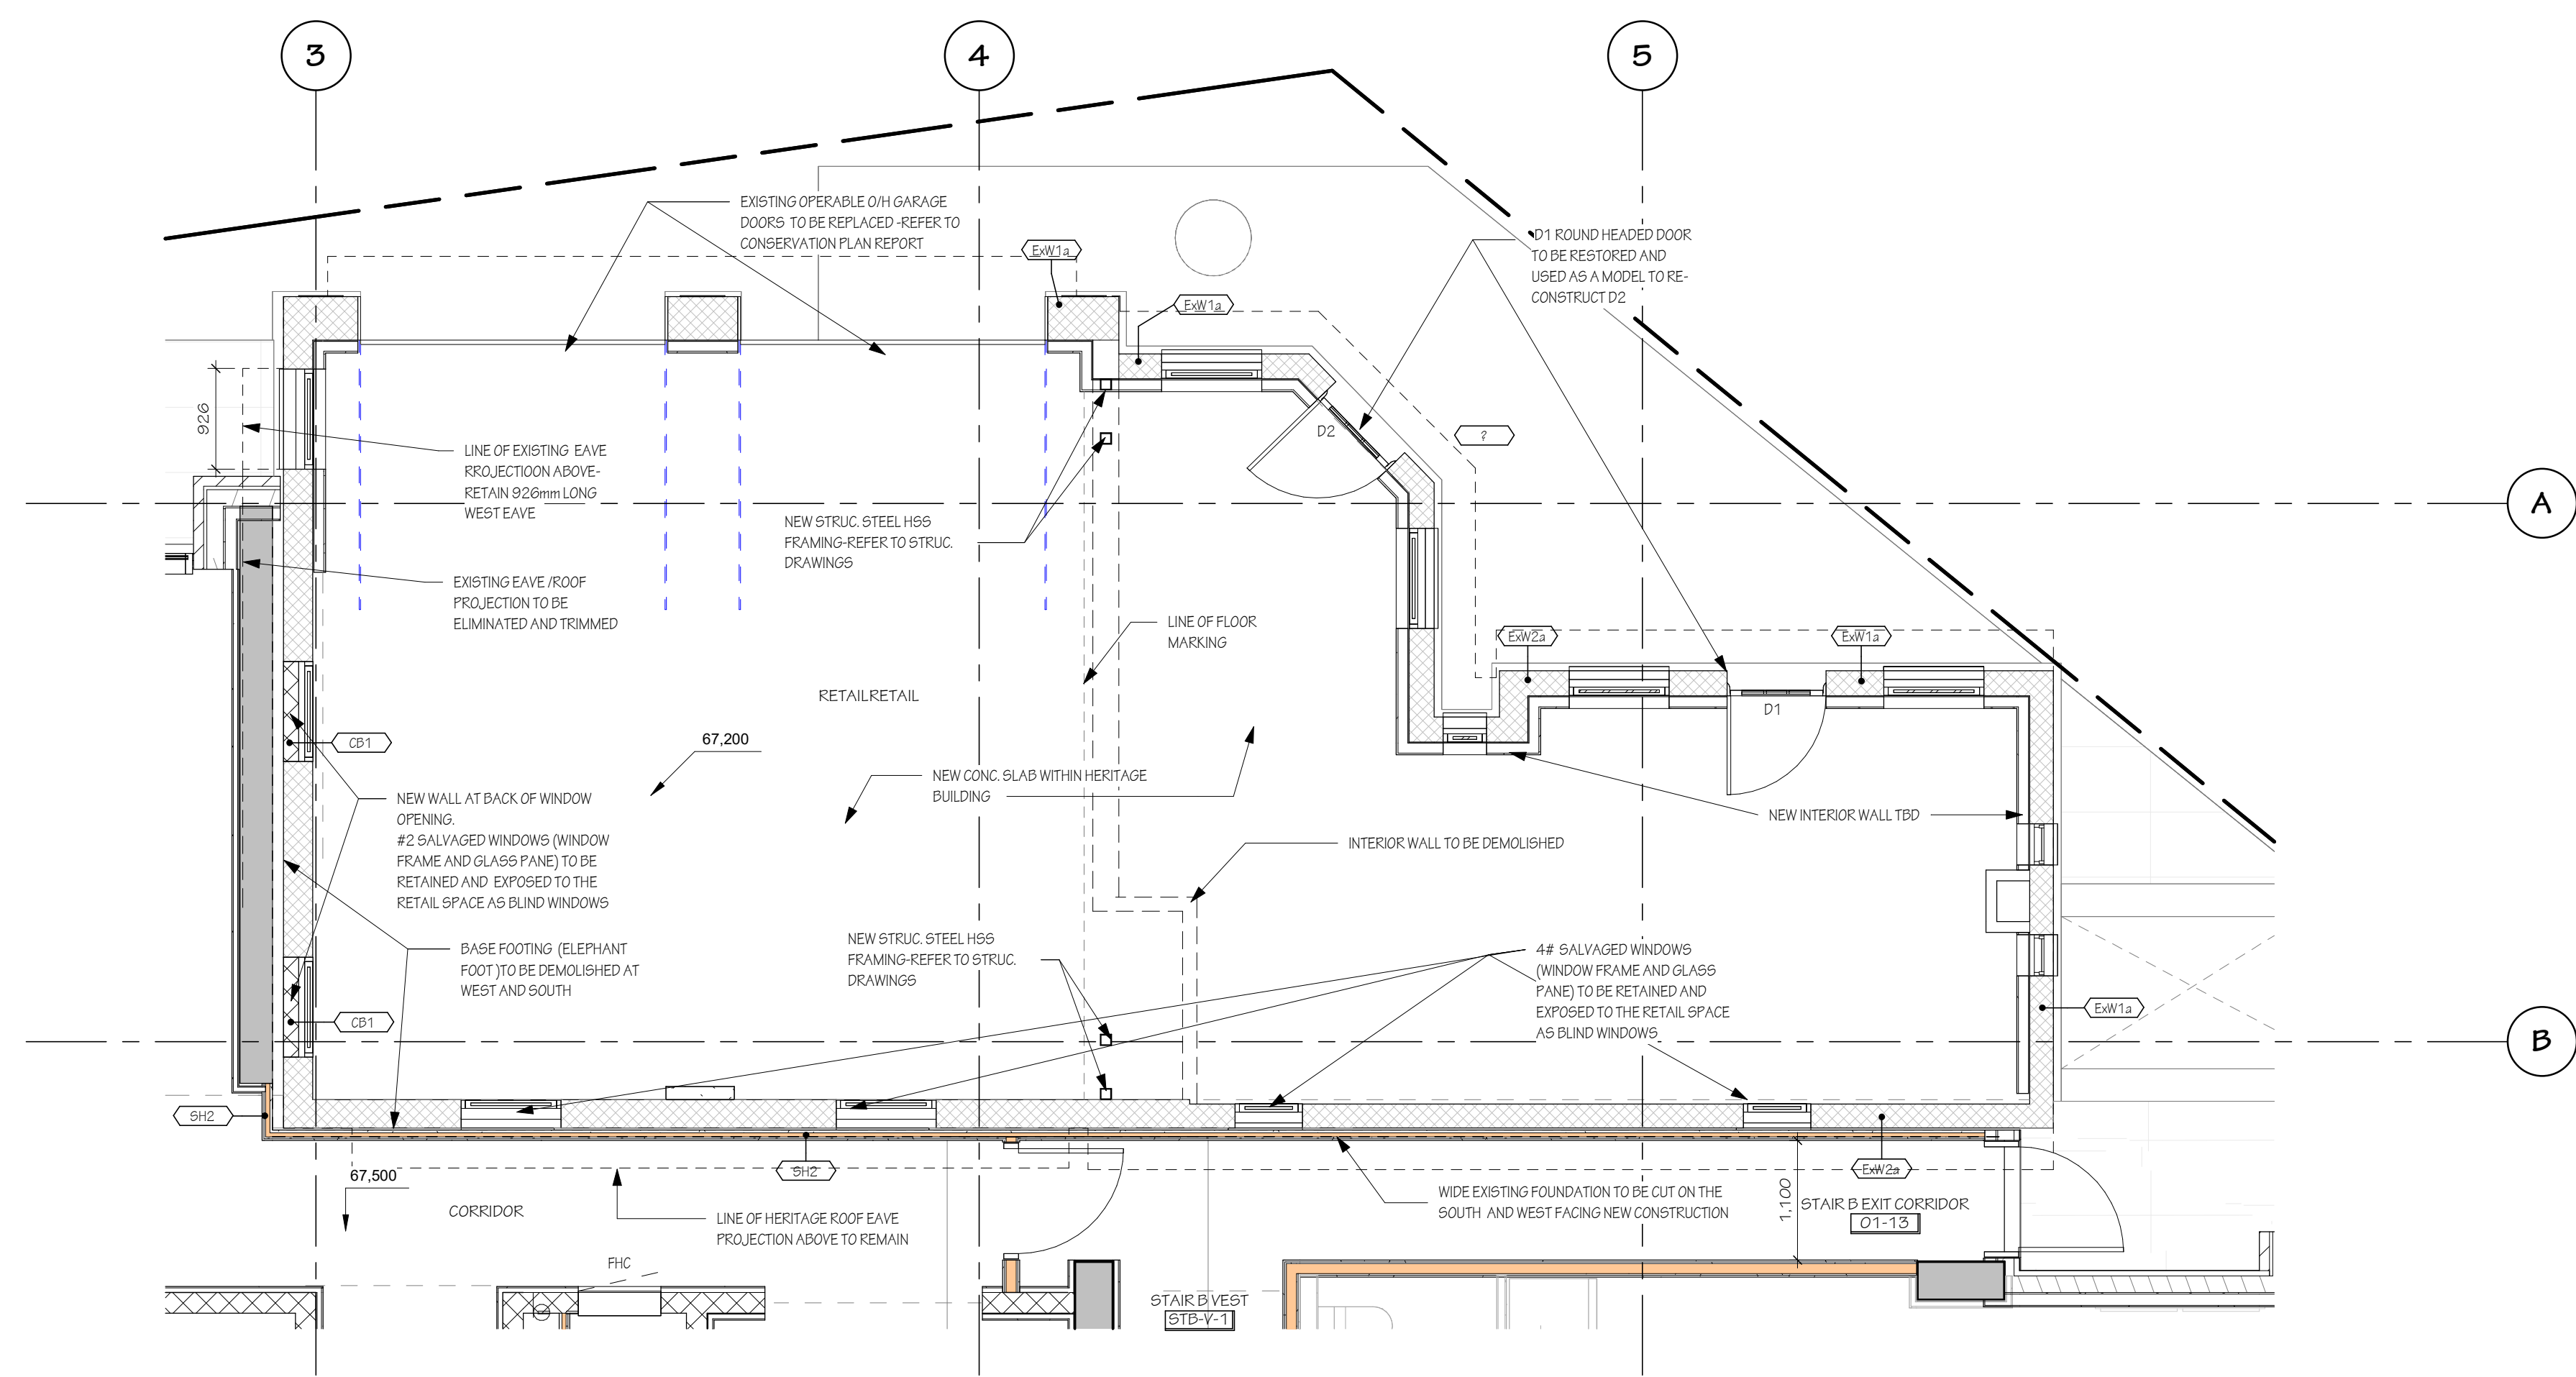 3
4
5
EXISTING OPERABLE O/H GARAGE
DOORS TO BE REPLACED -REFER TO
CONSERVATION PLAN REPORT
ExW1a
ExW1a
D1 ROUND HEADED DOOR
TO BE RESTORED AND
USED AS A MODEL TO RE-
CONSTRUCT D2
926
LINE OF EXISTING EAVE
RROJECTIOON ABOVE-
RETAIN 926mm LONG
WEST EAVE
D2
?
A
NEW STRUC. STEEL HSS
FRAMING-REFER TO STRUC.
DRAWINGS
EXISTING EAVE /ROOF
PROJECTION TO BE
ELIMINATED AND TRIMMED
LINE OF FLOOR
MARKING
ExW2a
ExW1a
RETAILRETAIL
D1
CB1
67,200
NEW CONC. SLAB WITHIN HERITAGE
BUILDING
NEW WALL AT BACK OF WINDOW
OPENING.
#2 SALVAGED WINDOWS (WINDOW
FRAME AND GLASS PANE) TO BE
RETAINED AND EXPOSED TO THE
RETAIL SPACE AS BLIND WINDOWS
NEW INTERIOR WALL TBD
INTERIOR WALL TO BE DEMOLISHED
BASE FOOTING (ELEPHANT
FOOT )TO BE DEMOLISHED AT
WEST AND SOUTH
NEW STRUC. STEEL HSS
FRAMING-REFER TO STRUC.
DRAWINGS
4# SALVAGED WINDOWS
(WINDOW FRAME AND GLASS
PANE) TO BE RETAINED AND
EXPOSED TO THE RETAIL SPACE
AS BLIND WINDOWS
CB1
ExW1a
B
SH2
SH2
ExW2a
67,500
CORRIDOR
LINE OF HERITAGE ROOF EAVE
PROJECTION ABOVE TO REMAIN
WIDE EXISTING FOUNDATION TO BE CUT ON THE
SOUTH AND WEST FACING NEW CONSTRUCTION
1,100
STAIR B EXIT CORRIDOR
01-13
FHC
STAIR B VEST
STB-V-1